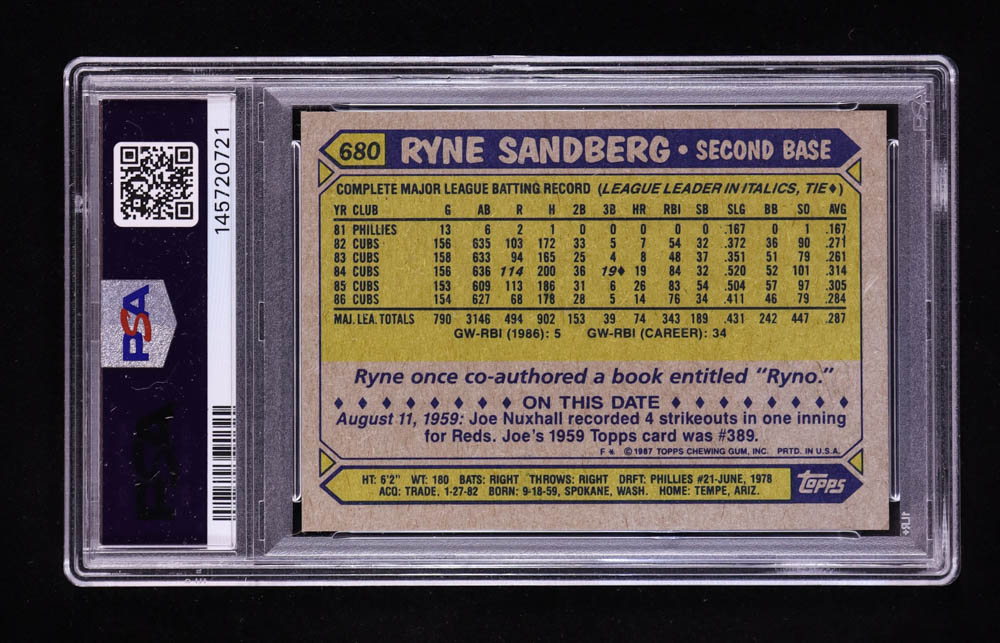 145720721
PSA
PSA
680 RYNE SANDBERG • SECOND BASE
COMPLETE MAJOR LEAGUE BATTING RECORD (LEAGUE LEADER IN ITALICS, TIE♦)
YR CLUB G AB R H 2B 3B HR RBI SB SLG BB SO AVG
81 PHILLIES 13 6 2 1 0 0 0 0 0 .167 0 1 .167
82 CUBS 156 635 103 172 33 5 7 54 32 .372 36 90 .271
83 CUBS 158 633 94 165 25 4 8 48 37 .351 51 79 .261
84 CUBS 156 636 114 200 36 19♦ 19 84 32 .520 52 101 .314
85 CUBS 153 609 113 186 31 6 26 83 54 .504 57 97 .305
86 CUBS 154 627 68 178 28 5 14 76 34 .411 46 79 .284
MAJ. LEA. TOTALS 790 3146 494 902 153 39 74 343 189 .431 242 447 .287
GW-RBI (1986): 5 GW-RBI (CAREER): 34
Ryne once co-authored a book entitled "Ryno."
♦ ♦ ♦ ♦ ♦ ♦ ♦ ♦ ON THIS DATE ♦ ♦ ♦ ♦ ♦ ♦ ♦ ♦
August 11, 1959: Joe Nuxhall recorded 4 strikeouts in one inning
for Reds. Joe's 1959 Topps card was #389.
F * © 1987 TOPPS CHEWING GUM, INC. PRTD. IN U.S.A.
HT: 6'2" WT: 180 BATS: RIGHT THROWS: RIGHT DRFT: PHILLIES #21-JUNE, 1978
ACQ: TRADE, 1-27-82 BORN: 9-18-59, SPOKANE, WASH. HOME: TEMPE, ARIZ.
TOPPS